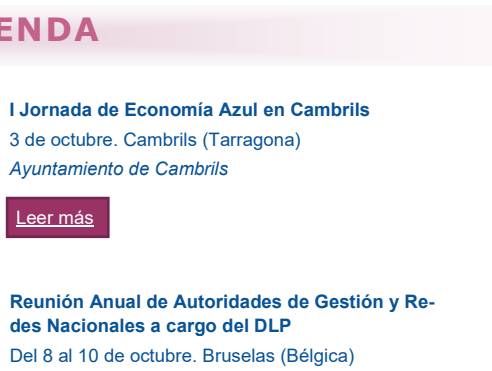 ENDA
I Jornada de Economía Azul en Cambrils
3 de octubre. Cambrils (Tarragona)
Ayuntamiento de Cambrils
Leer más
Reunión Anual de Autoridades de Gestión y Re-
des Nacionales a cargo del DLP
Del 8 al 10 de octubre. Bruselas (Bélgica)